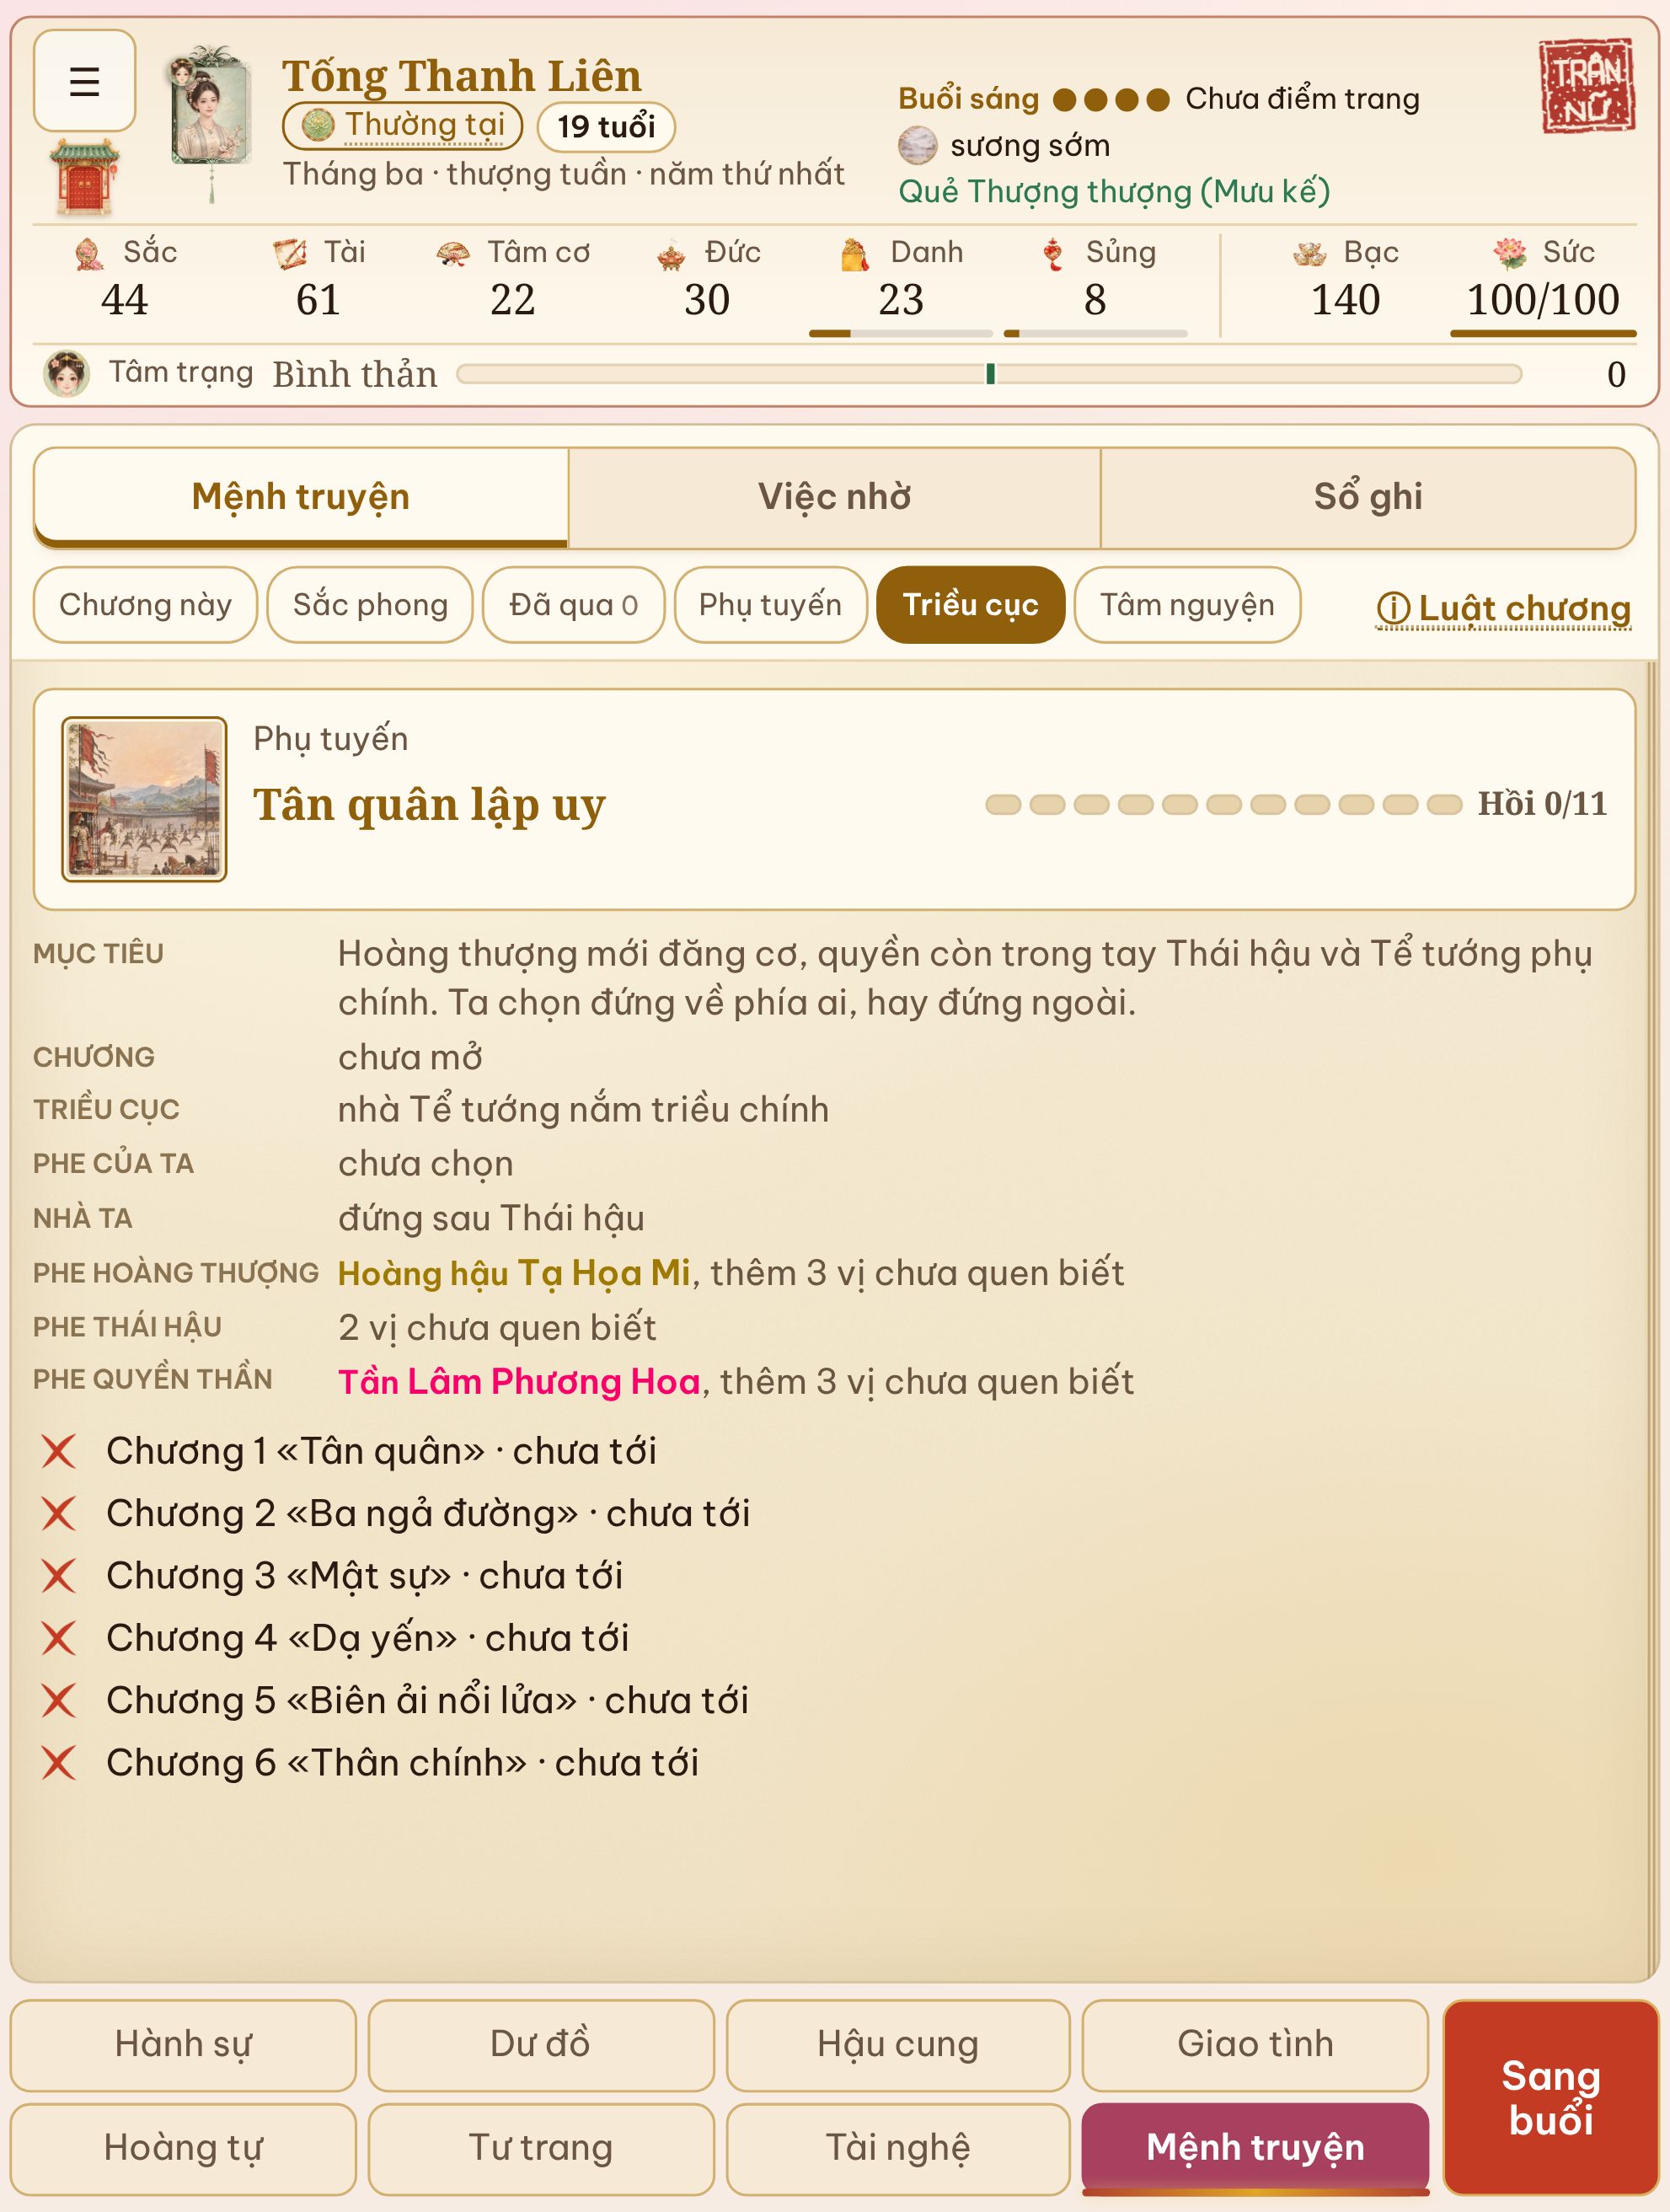 ☰
Tống Thanh Liên
Thường tại 19 tuổi
Tháng ba · thượng tuần · năm thứ nhất
Buổi sáng Chưa điểm trang
sương sớm
Quẻ Thượng thượng (Mưu kế)
TRÂN
NỮ
Sắc Tài Tâm cơ Đức Danh Sủng Bạc Sức
44 61 22 30 23 8 140 100/100
Tâm trạng Bình thản 0
Mệnh truyện Việc nhờ Sổ ghi
Chương này Sắc phong Đã qua 0 Phụ tuyến Triều cục Tâm nguyện ⓘ Luật chương
Phụ tuyến
Tân quân lập uy Hồi 0/11
MỤC TIÊU Hoàng thượng mới đăng cơ, quyền còn trong tay Thái hậu và Tể tướng phụ
chính. Ta chọn đứng về phía ai, hay đứng ngoài.
CHƯƠNG chưa mở
TRIỀU CỤC nhà Tể tướng nắm triều chính
PHE CỦA TA chưa chọn
NHÀ TA đứng sau Thái hậu
PHE HOÀNG THƯỢNG Hoàng hậu Tạ Họa Mi, thêm 3 vị chưa quen biết
PHE THÁI HẬU 2 vị chưa quen biết
PHE QUYỀN THẦN Tần Lâm Phương Hoa, thêm 3 vị chưa quen biết
Chương 1 «Tân quân» · chưa tới
Chương 2 «Ba ngả đường» · chưa tới
Chương 3 «Mật sự» · chưa tới
Chương 4 «Dạ yến» · chưa tới
Chương 5 «Biên ải nổi lửa» · chưa tới
Chương 6 «Thân chính» · chưa tới
Hành sự Dư đồ Hậu cung Giao tình
Hoàng tự Tư trang Tài nghệ Mệnh truyện
Sang
buổi